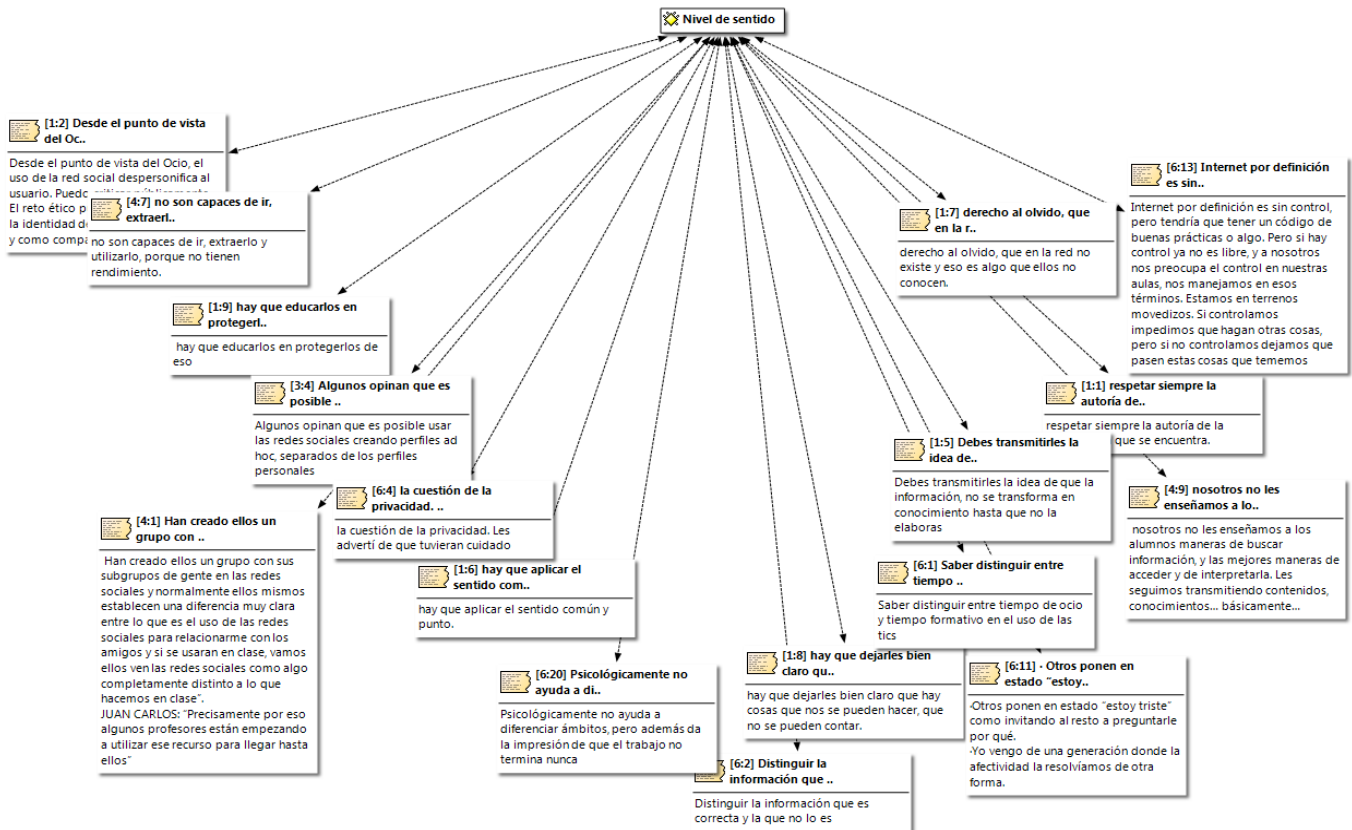 Nivel de sentido
[1:2] Desde el punto de vista
del Oc..
Desde el punto de vista del Ocio, el
uso de la red social despersonifica al
usuario. Puede
El reto ético p
la identidad d
y como compa
[4:7] no son capaces de ir,
extraerl..
no son capaces de ir, extraerlo y
utilizarlo, porque no tienen
rendimiento.
[1:9] hay que educarlos en
protegerl..
hay que educarlos en protegerlos de
eso
[3:4] Algunos opinan que es
posible ..
Algunos opinan que es posible usar
las redes sociales creando perfiles ad
hoc, separados de los perfiles
personales
[6:4] la cuestión de la
privacidad. ..
la cuestión de la privacidad. Les
advertí de que tuvieran cuidado
[4:1] Han creado ellos un
grupo con ..
Han creado ellos un grupo con sus
subgrupos de gente en las redes
sociales y normalmente ellos mismos
establecen una diferencia muy clara
entre lo que es el uso de las redes
sociales para relacionarme con los
amigos y si se usaran en clase, vamos
ellos ven las redes sociales como algo
completamente distinto a lo que
hacemos en clase”.
JUAN CARLOS: “Precisamente por eso
algunos profesores están empezando
a utilizar ese recurso para llegar hasta
ellos”
[1:6] hay que aplicar el
sentido com..
hay que aplicar el sentido común y
punto.
[6:20] Psicológicamente no
ayuda a di..
Psicológicamente no ayuda a
diferenciar ámbitos, pero además da
la impresión de que el trabajo no
termina nunca
[6:2] Distinguir la
información que ..
Distinguir la información que es
correcta y la que no lo es
[1:8] hay que dejarles bien
claro qu..
hay que dejarles bien claro que hay
cosas que nos se pueden hacer, que
no se pueden contar.
[6:11] · Otros ponen en
estado “estoy..
·Otros ponen en estado “estoy triste”
como invitando al resto a preguntarle
por qué.
·Yo vengo de una generación donde la
afectividad la resolvíamos de otra
forma.
[6:1] Saber distinguir entre
tiempo ..
Saber distinguir entre tiempo de ocio
y tiempo formativo en el uso de las
tics
[1:5] Debes transmitirles la
idea de..
Debes transmitirles la idea de que la
información, no se transforma en
conocimiento hasta que no la
elaboras
[4:9] nosotros no les
enseñamos a lo..
nosotros no les enseñamos a los
alumnos maneras de buscar
información, y las mejores maneras de
acceder y de interpretarla. Les
seguimos transmitiendo contenidos,
conocimientos... básicamente...
[1:1] respetar siempre la
autoría de..
respetar siempre la autoría de la
que se encuentra.
[1:7] derecho al olvido, que
en la r..
derecho al olvido, que en la red no
existe y eso es algo que ellos no
conocen.
[6:13] Internet por definición
es sin..
Internet por definición es sin control,
pero tendría que tener un código de
buenas prácticas o algo. Pero si hay
control ya no es libre, y a nosotros
nos preocupa el control en nuestras
aulas, nos manejamos en esos
términos. Estamos en terrenos
movedizos. Si controlamos
impedimos que hagan otras cosas,
pero si no controlamos dejamos que
pasen estas cosas que tememos